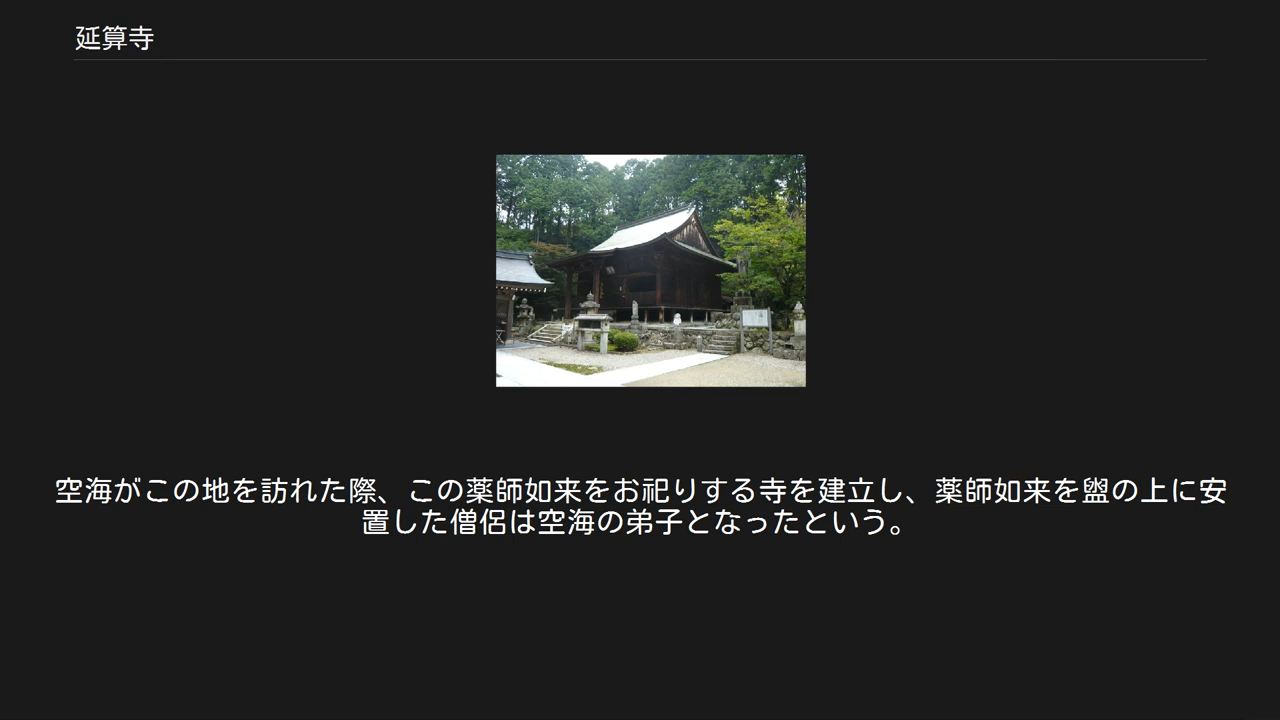 延算寺
空海がこの地を訪れた際、この薬師如来をお祀りする寺を建立し、薬師如来を盥の上に安
置した僧侶は空海の弟子となったという。